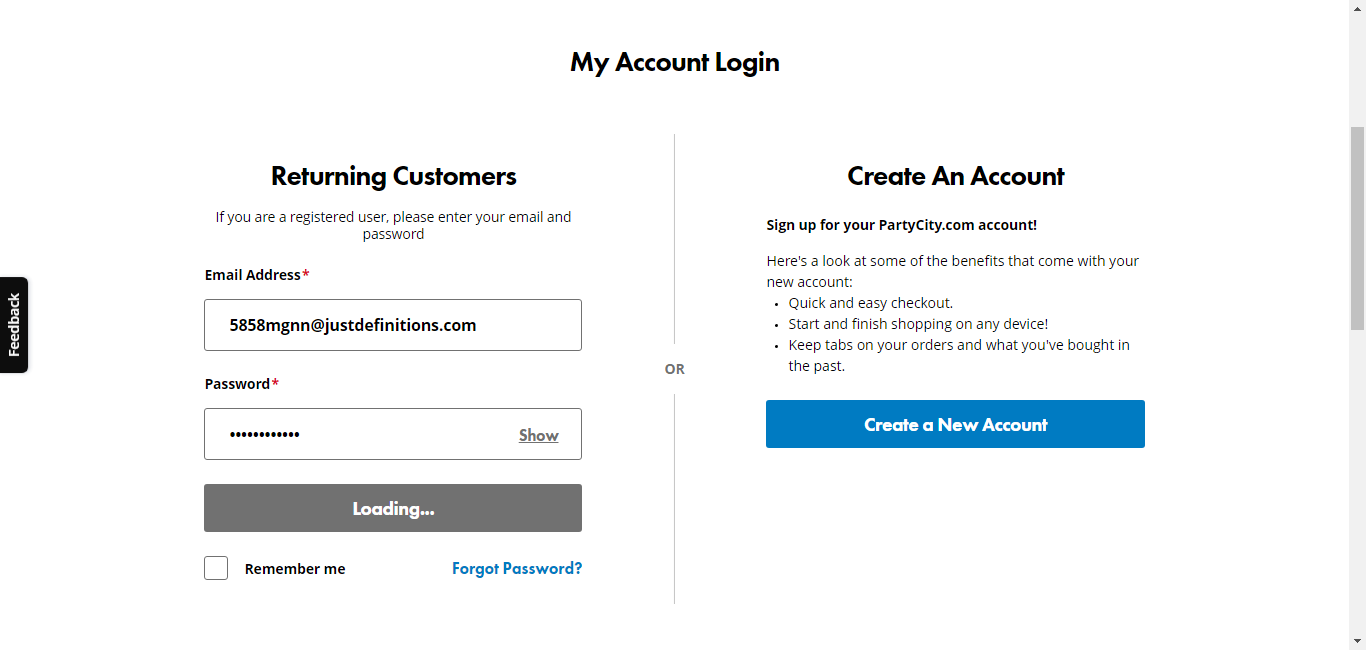 My Account Login
Returning Customers
If you are a registered user, please enter your email and
password
Email Address*
5858mgnn@justdefinitions.com
Password*
••••••••••••
Show
Loading...
Remember me
Forgot Password?
OR
Create An Account
Sign up for your PartyCity.com account!
Here's a look at some of the benefits that come with your
new account:
• Quick and easy checkout.
• Start and finish shopping on any device!
• Keep tabs on your orders and what you've bought in
the past.
Create a New Account
Feedback